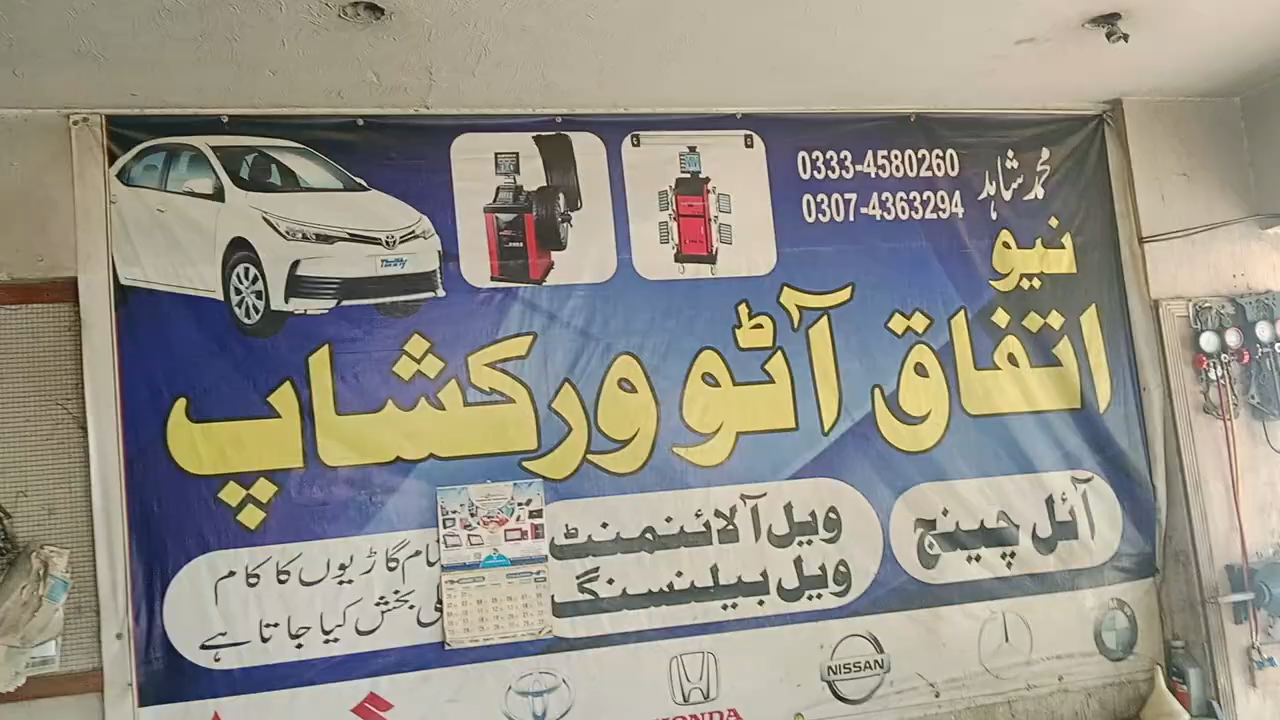 0333-4580260
محمد شاہد
0307-4363294
نیو
اتفاق آٹو ورکشاپ
آئل چینج
ویل آلائنمنٹ
ویل بیلنسنگ
گاڑیوں کا کام
بخش کیا جاتا ہے
NISSAN
HONDA